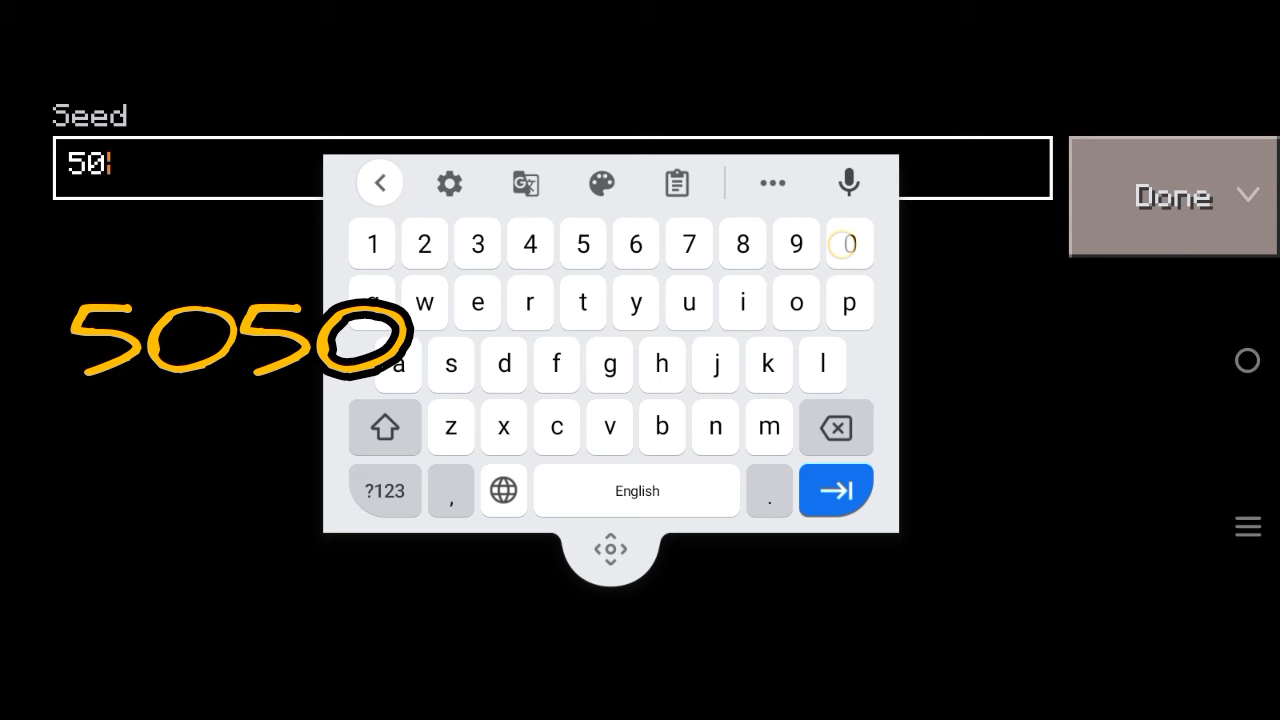 Seed
50
Done
1 2 3 4 5 6 7 8 9 0
q w e r t y u i o p
5050
a s d f g h j k l
z x c v b n m
?123 , English .